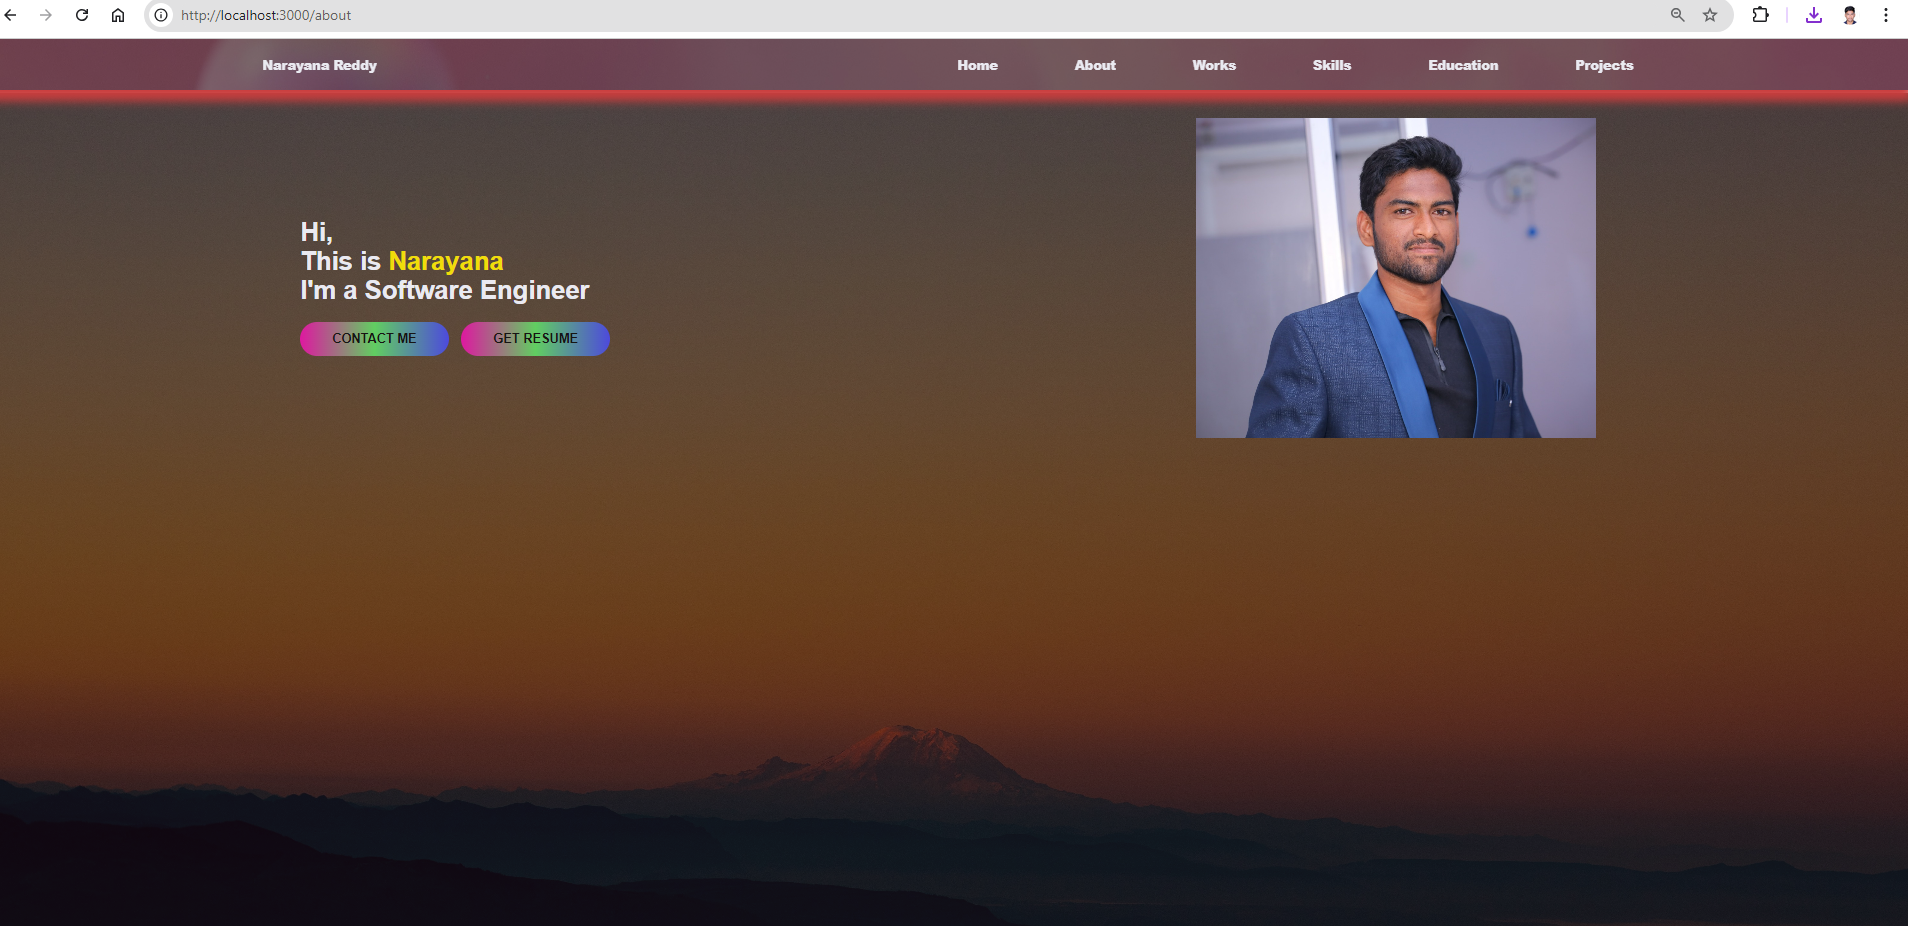 http://localhost:3000/about
Narayana Reddy
Home About Works Skills Education Projects
Hi,
This is Narayana
I'm a Software Engineer
CONTACT ME GET RESUME